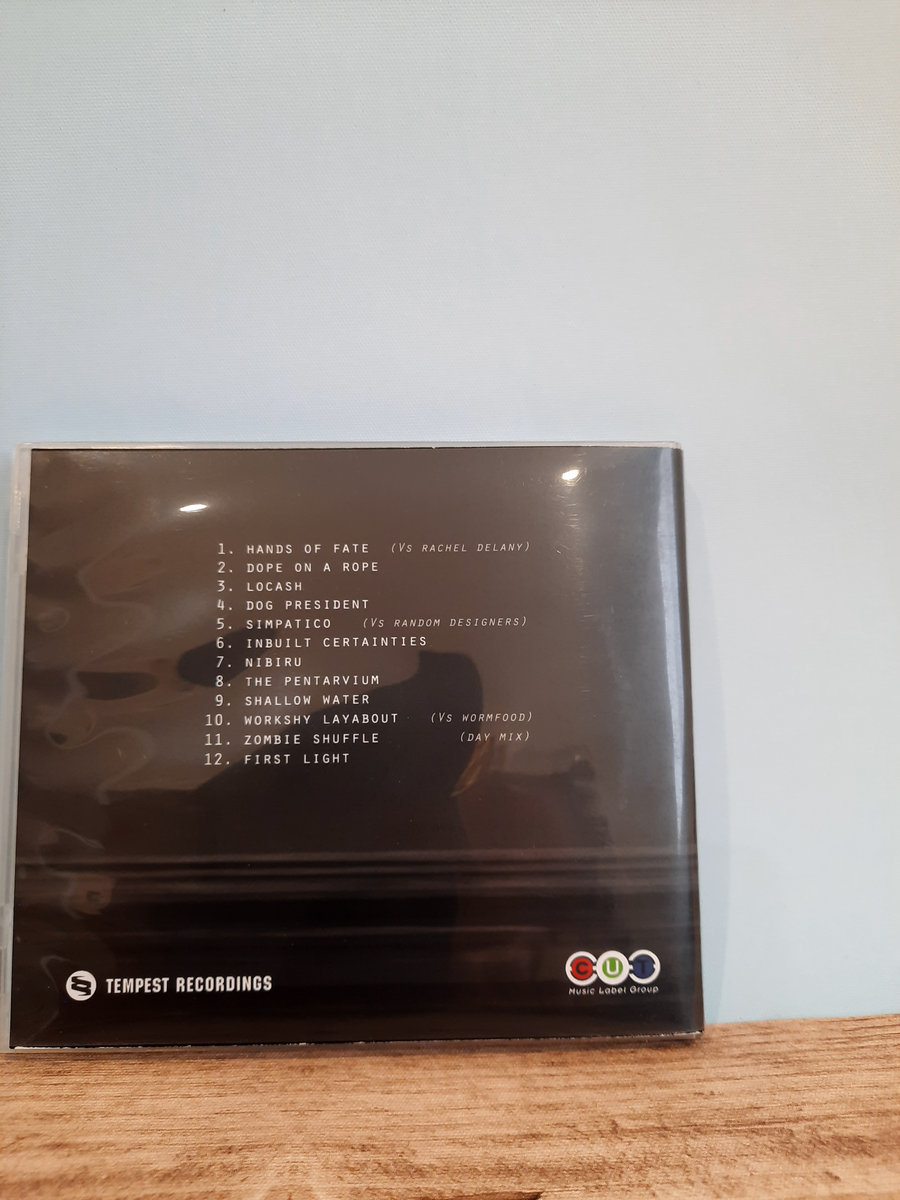 1. HANDS OF FATE (Vs RACHEL DELANY)
2. DOPE ON A ROPE
3. LOCASH
4. DOG PRESIDENT
5. SIMPATICO (Vs RANDOM DESIGNERS)
6. INBUILT CERTAINTIES
7. NIBIRU
8. THE PENTARVIUM
9. SHALLOW WATER
10. WORKSHY LAYABOUT (Vs WORMFOOD)
11. ZOMBIE SHUFFLE (DAY MIX)
12. FIRST LIGHT
TEMPEST RECORDINGS
CUT
Music Label Group